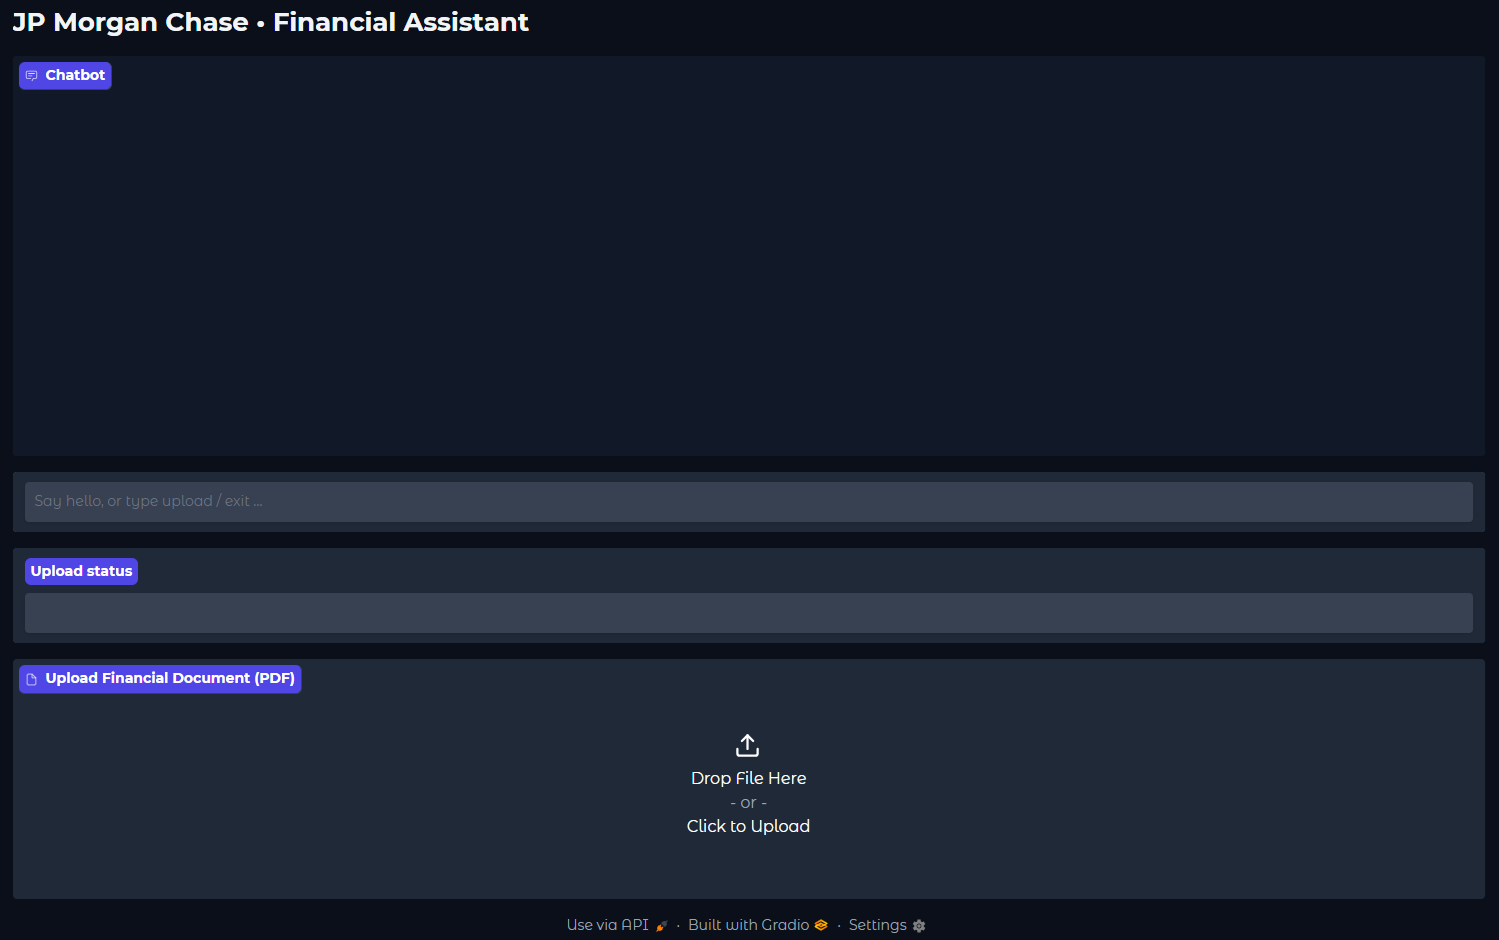 JP Morgan Chase • Financial Assistant
Chatbot
Say hello, or type upload / exit ...
Upload status
Upload Financial Document (PDF)
Drop File Here
- or -
Click to Upload
Use via API · Built with Gradio · Settings